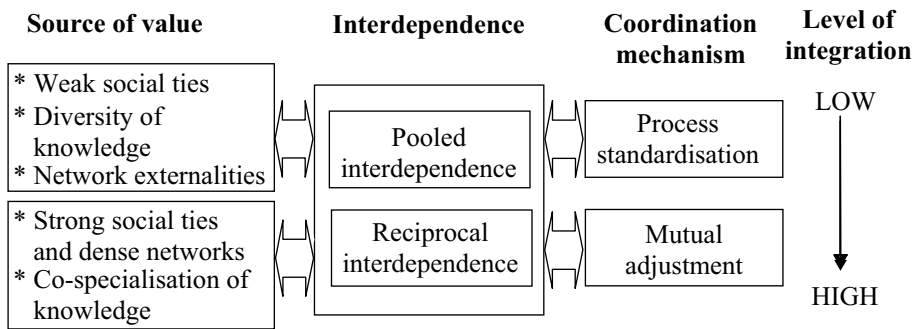 Source of value
Interdependence
Coordination
mechanism
Level of
integration
* Weak social ties
* Diversity of
knowledge
* Network externalities
Pooled
interdependence
Process
standardisation
LOW
* Strong social ties
and dense networks
* Co-specialisation of
knowledge
Reciprocal
interdependence
Mutual
adjustment
HIGH